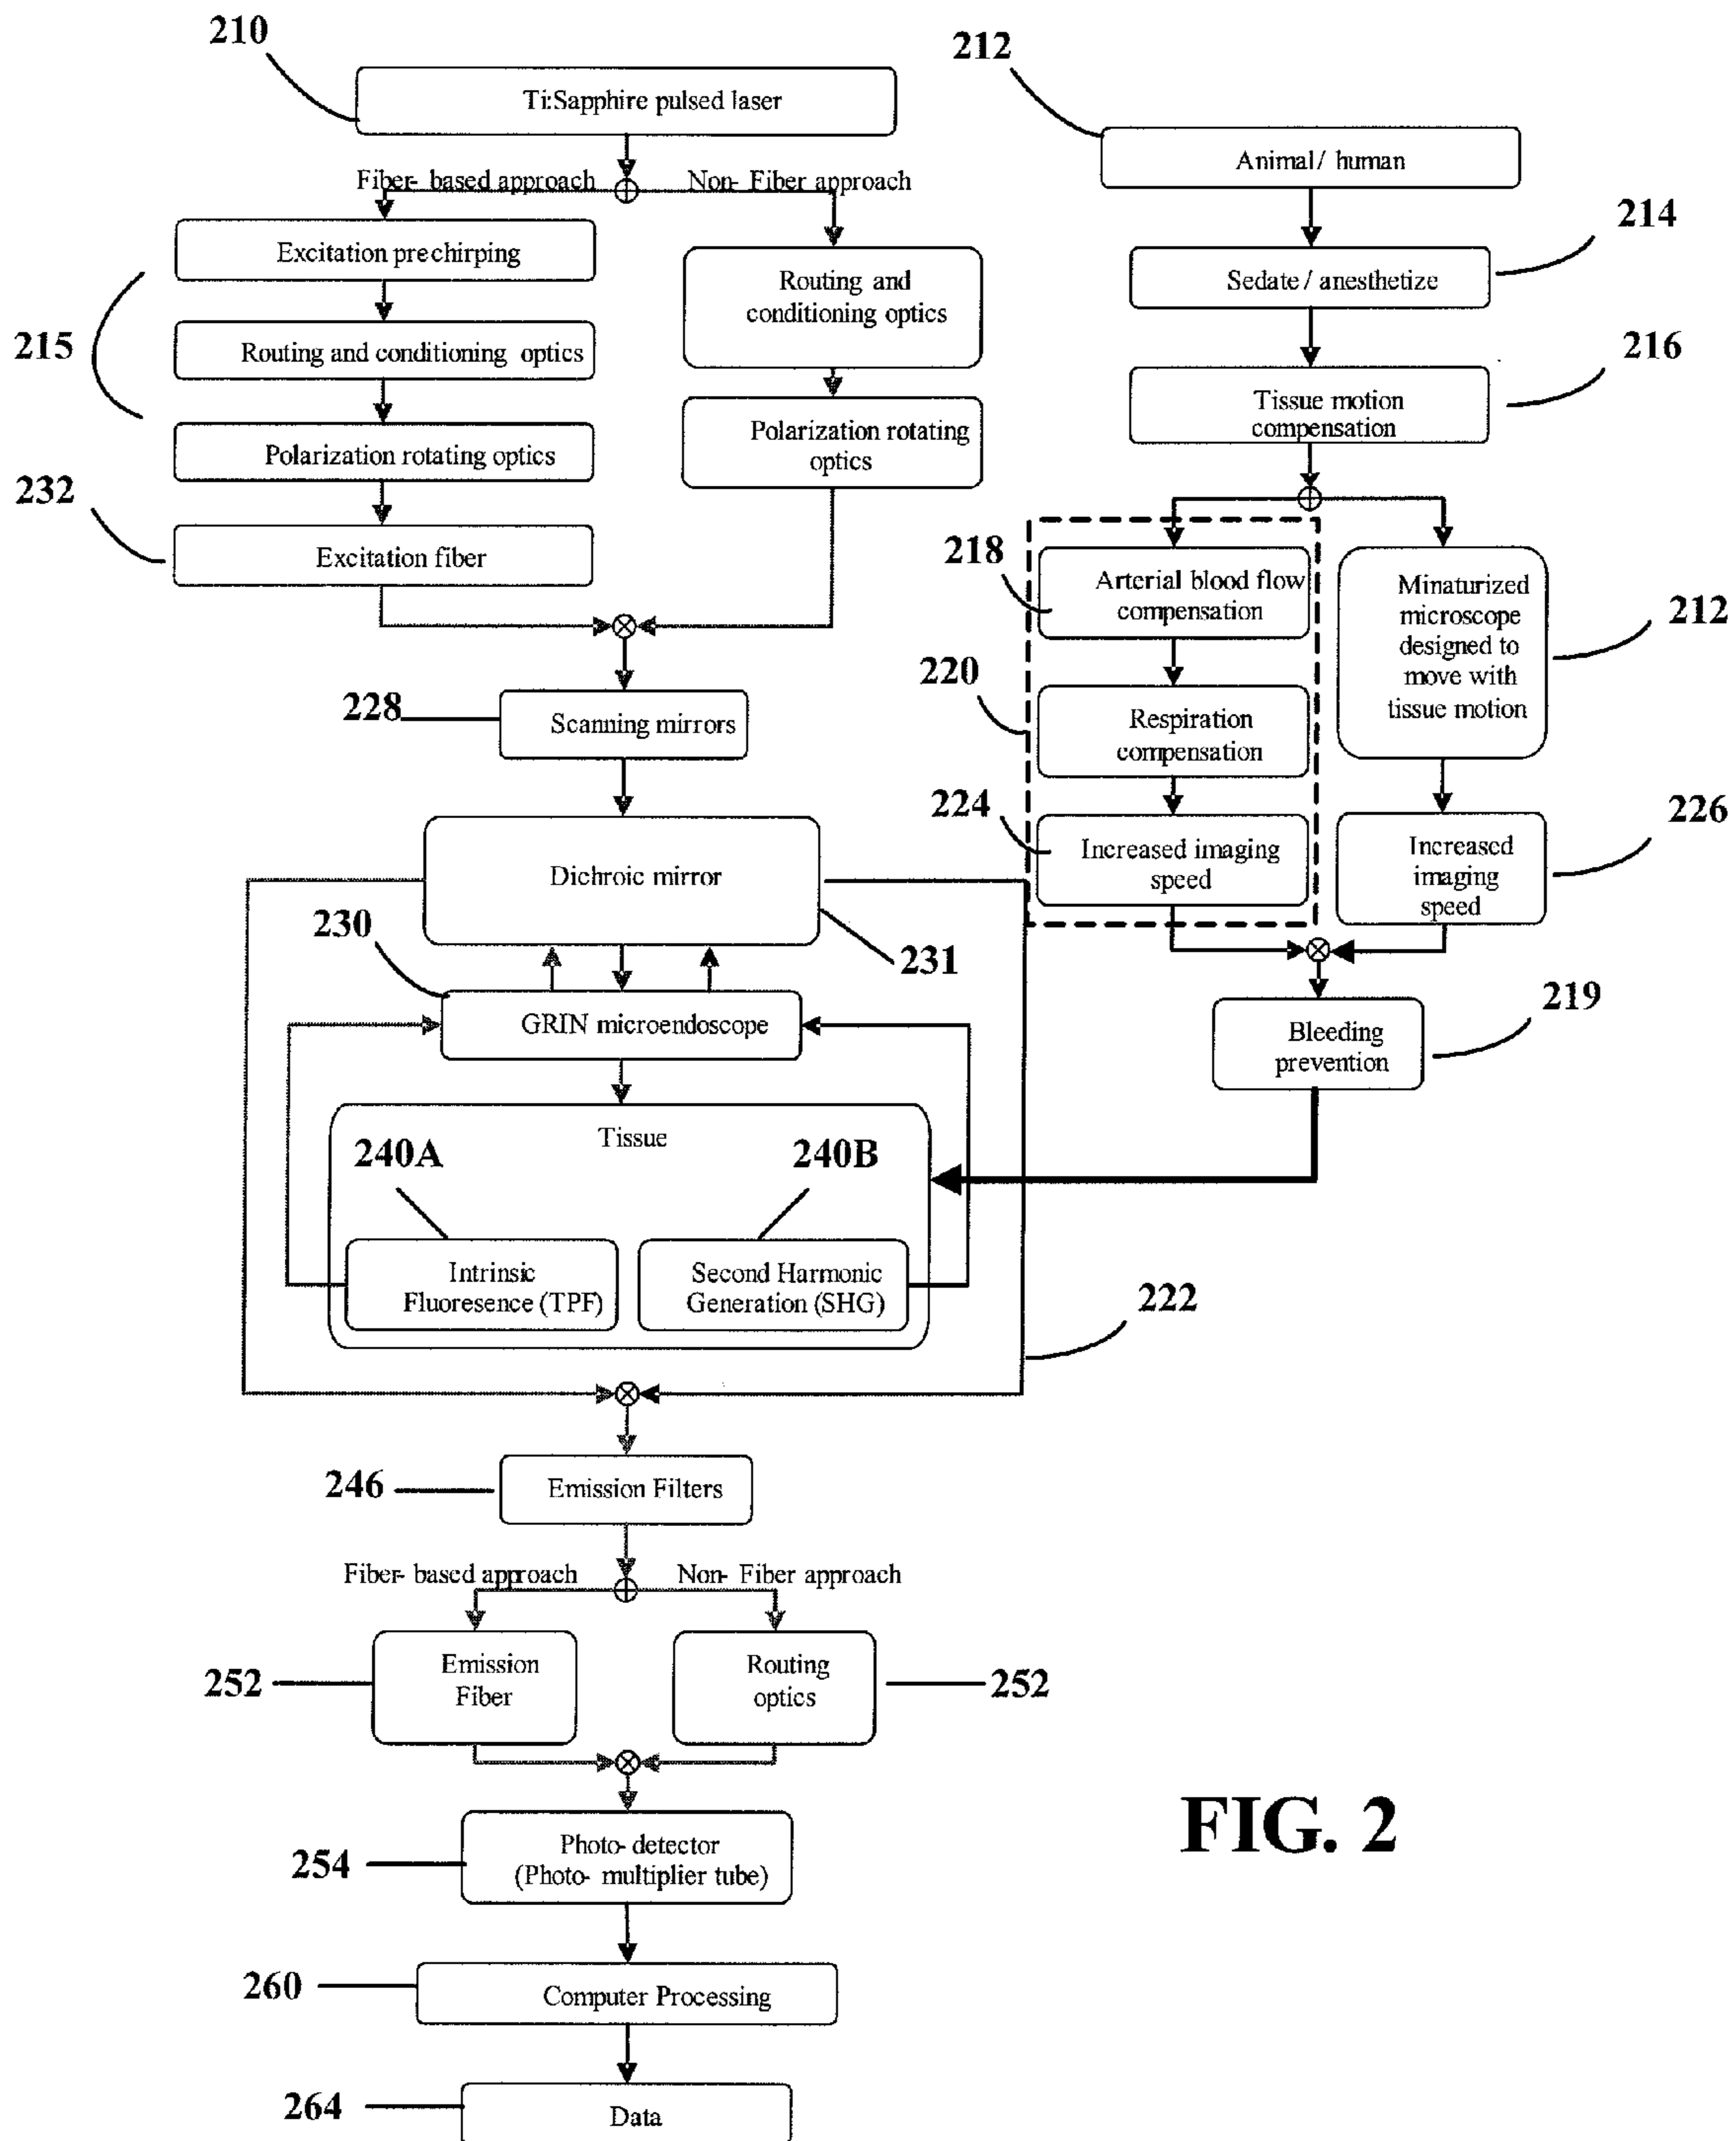 210
Ti:Sapphire pulsed laser
212
Animal / human
Fiber- based approach
Non- Fiber approach
214
Sedate / anesthetize
Excitation prechirping
215
Routing and conditioning optics
Polarization rotating optics
232
Excitation fiber
Routing and
conditioning optics
Polarization rotating
optics
216
Tissue motion
compensation
218
Arterial blood flow
compensation
220
Respiration
compensation
224
Increased imaging
speed
Minaturized
microscope
designed to
move with
tissue motion
212
Increased
imaging
speed
226
228
Scanning mirrors
Dichroic mirror
231
230
GRIN microendoscope
Bleeding
prevention
219
Tissue
240A
240B
Intrinsic
Fluoresence (TPF)
Second Harmonic
Generation (SHG)
222
246
Emission Filters
Fiber- based approach
Non- Fiber approach
252
Emission
Fiber
Routing
optics
252
254
Photo- detector
(Photo- multiplier tube)
260
Computer Processing
264
Data
FIG. 2